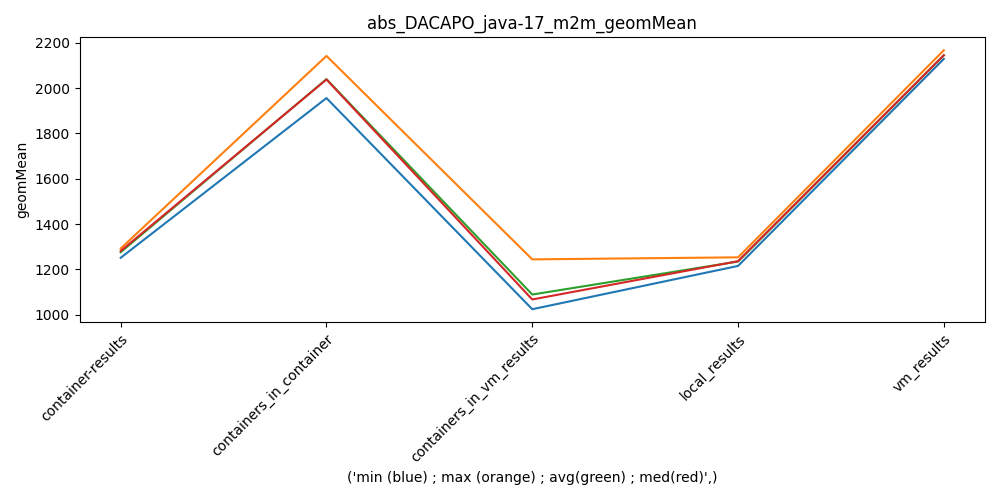 abs_DACAPO_java-17_m2m_geomMean
2200
2000
1800
1600
1400
1200
1000
geomMean
container-results
containers_in_container
containers_in_vm_results
local_results
vm_results
('min (blue) ; max (orange) ; avg(green) ; med(red)',)